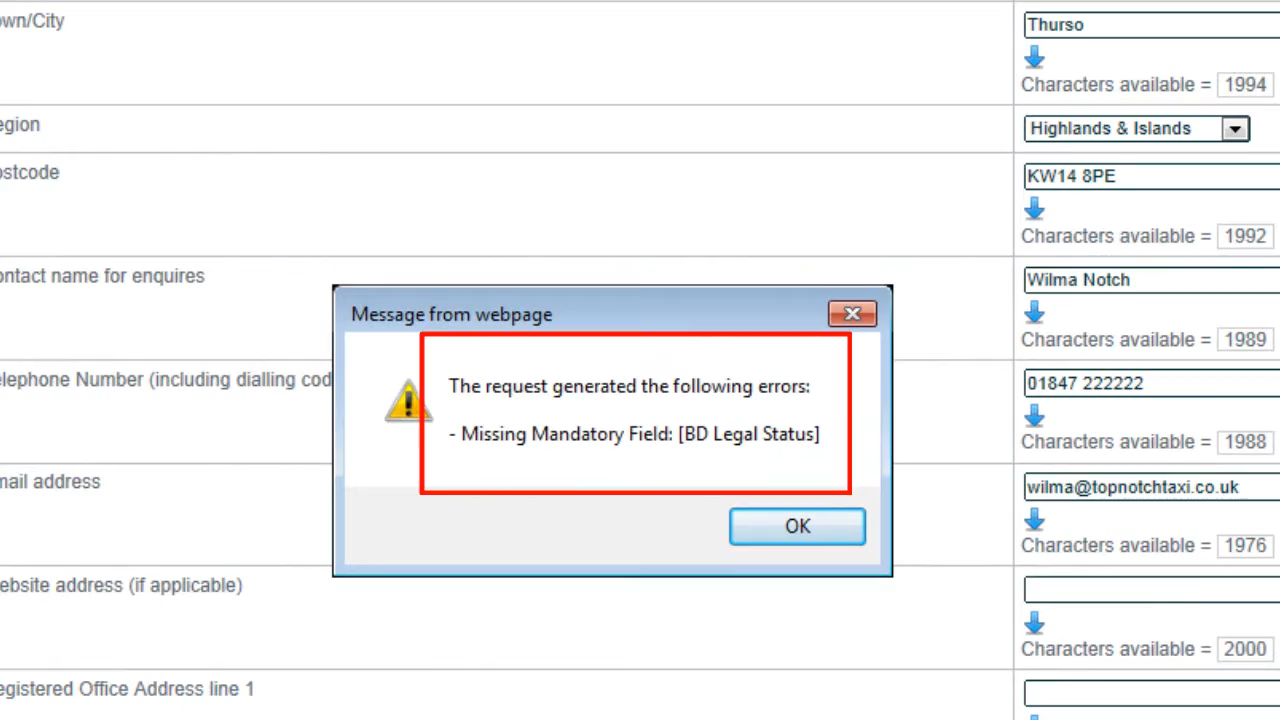 own/City
Thurso
Characters available = 1994
egion
Highlands & Islands
ostcode
KW14 8PE
Characters available = 1992
ontact name for enquires
Wilma Notch
Characters available = 1989
elephone Number (including dialling cod
01847 222222
Characters available = 1988
mail address
wilma@topnotchtaxi.co.uk
Characters available = 1976
ebsite address (if applicable)
Characters available = 2000
egistered Office Address line 1
Message from webpage
The request generated the following errors:
- Missing Mandatory Field: [BD Legal Status]
OK